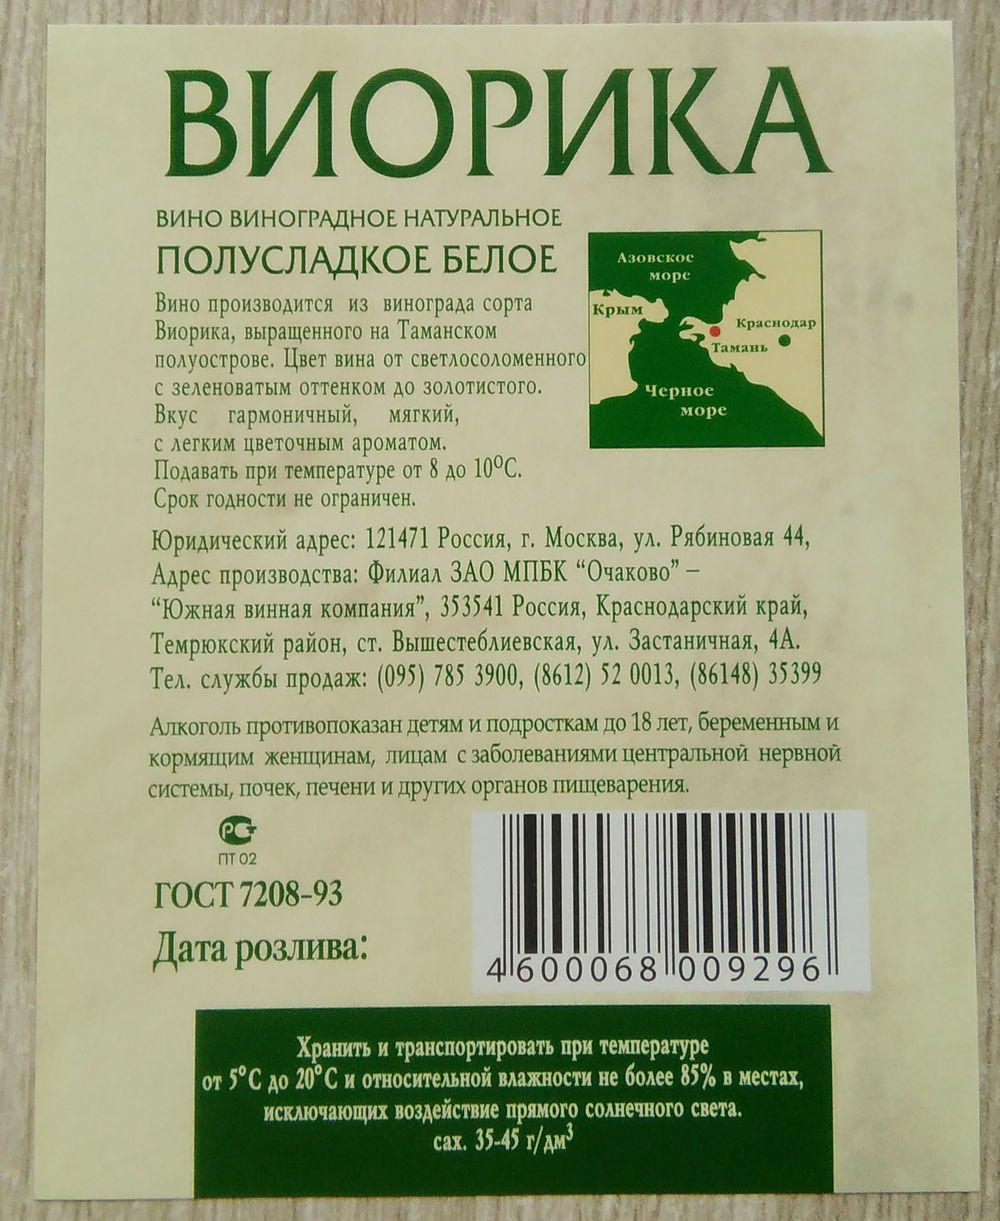 ВИОРИКА
ВИНО ВИНОГРАДНОЕ НАТУРАЛЬНОЕ
ПОЛУСЛАДКОЕ БЕЛОЕ
Вино производится из винограда сорта
Виорика, выращенного на Таманском
полуострове. Цвет вина от светлосоломенного
с зеленоватым оттенком до золотистого.
Вкус гармоничный, мягкий,
с легким цветочным ароматом.
Подавать при температуре от 8 до 10°С.
Срок годности не ограничен.
Азовское
море
Крым
Краснодар
Тамань
Черное
море
Юридический адрес: 121471 Россия, г. Москва, ул. Рябиновая 44,
Адрес производства: Филиал ЗАО МПБК “Очаково” –
“Южная винная компания”, 353541 Россия, Краснодарский край,
Темрюкский район, ст. Вышестеблиевская, ул. Застаничная, 4А.
Тел. службы продаж: (095) 785 3900, (8612) 52 0013, (86148) 35399
Алкоголь противопоказан детям и подросткам до 18 лет, беременным и
кормящим женщинам, лицам с заболеваниями центральной нервной
системы, почек, печени и других органов пищеварения.
РСТ
ПТ 02
ГОСТ 7208-93
Дата розлива:
4 600068 009296
Хранить и транспортировать при температуре
от 5°С до 20°С и относительной влажности не более 85% в местах,
исключающих воздействие прямого солнечного света.
сах. 35-45 г/дм³